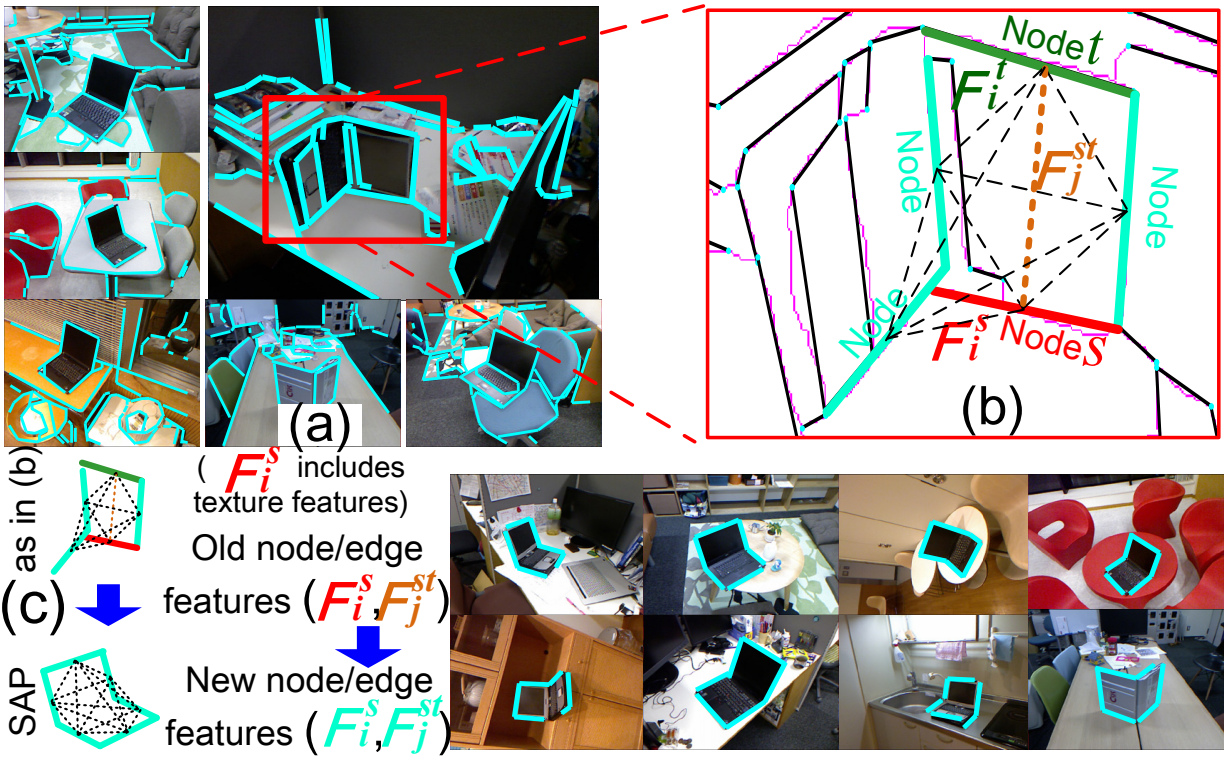 (a)
Node t
F_i^t
Node
F_j^st
Node
Node
F_i^s
Node S
(b)
as in (b)
( F_i^s includes
texture features)
Old node/edge
features (F_i^s,F_j^st)
(c)
SAP
New node/edge
features (F_i^s,F_j^st)